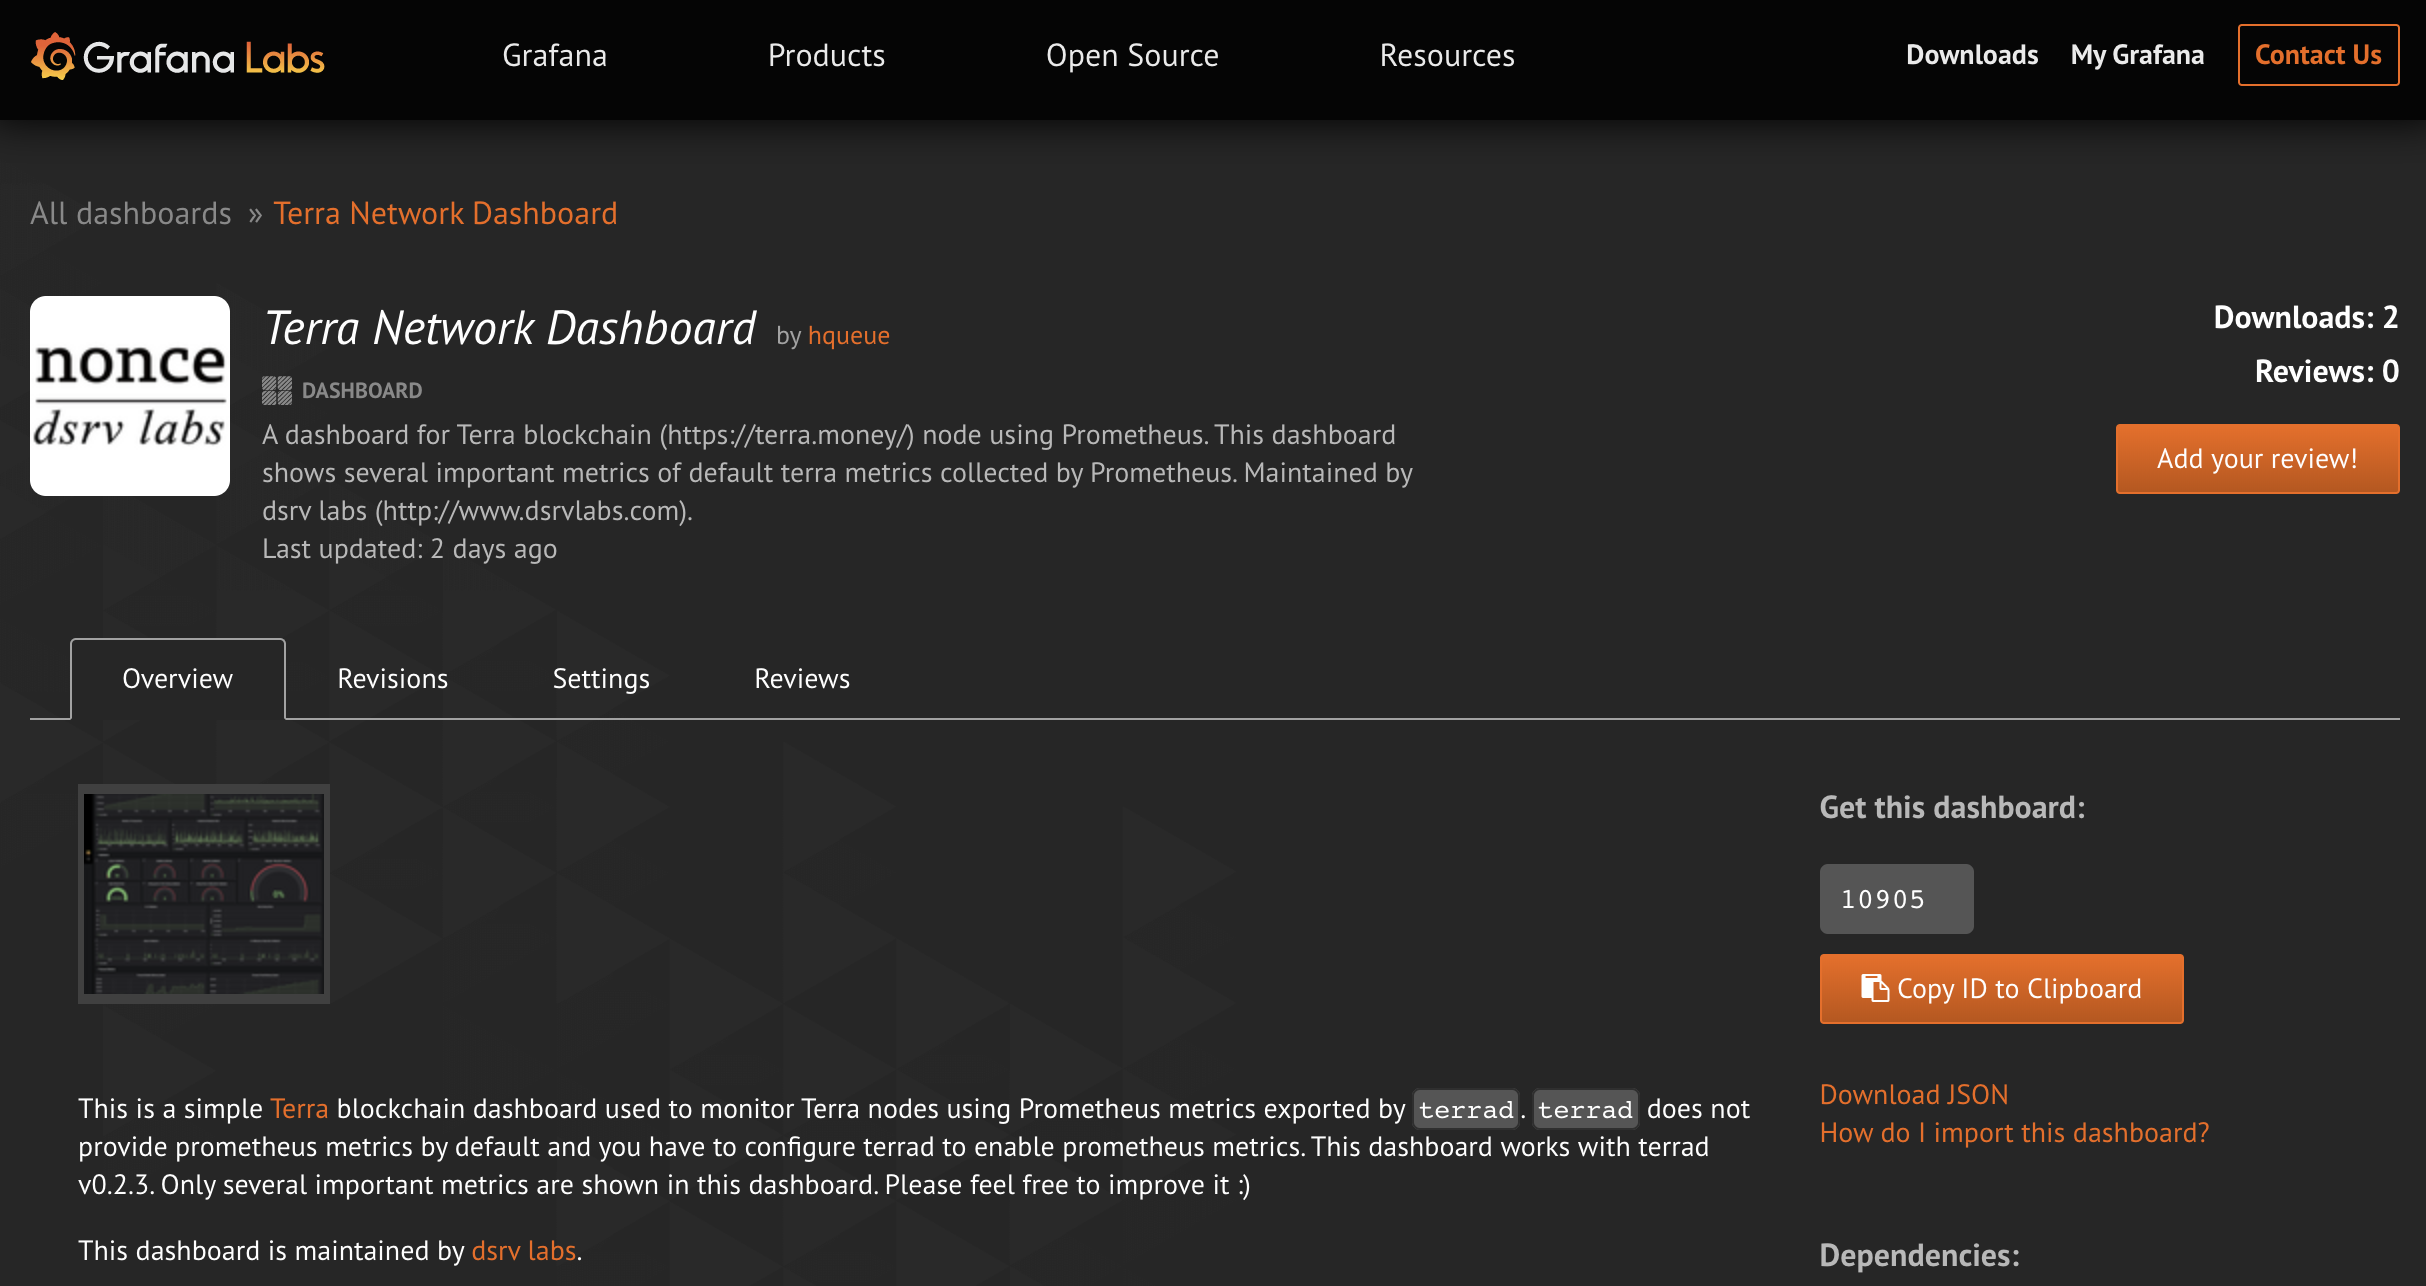 Grafana Labs
Grafana
Products
Open Source
Resources
Downloads
My Grafana
Contact Us
All dashboards » Terra Network Dashboard
nonce
dsrv labs
Terra Network Dashboard by hqueue
DASHBOARD
A dashboard for Terra blockchain (https://terra.money/) node using Prometheus. This dashboard
shows several important metrics of default terra metrics collected by Prometheus. Maintained by
dsrv labs (http://www.dsrvlabs.com).
Last updated: 2 days ago
Downloads: 2
Reviews: 0
Add your review!
Overview
Revisions
Settings
Reviews
This is a simple Terra blockchain dashboard used to monitor Terra nodes using Prometheus metrics exported by terrad. terrad does not
provide prometheus metrics by default and you have to configure terrad to enable prometheus metrics. This dashboard works with terrad
v0.2.3. Only several important metrics are shown in this dashboard. Please feel free to improve it :)
This dashboard is maintained by dsrv labs.
Get this dashboard:
10905
Copy ID to Clipboard
Download JSON
How do I import this dashboard?
Dependencies: